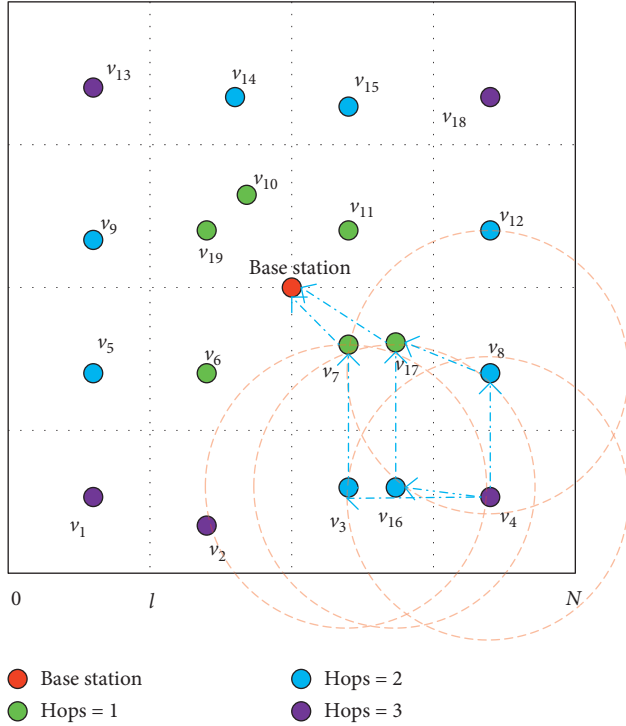 v13
v14
v15
v18
v10
v9
v19
v11
v12
Base station
v5
v6
v7
v17
v8
v1
v2
v3
v16
v4
0 l N
Base station
Hops = 2
Hops = 1
Hops = 3